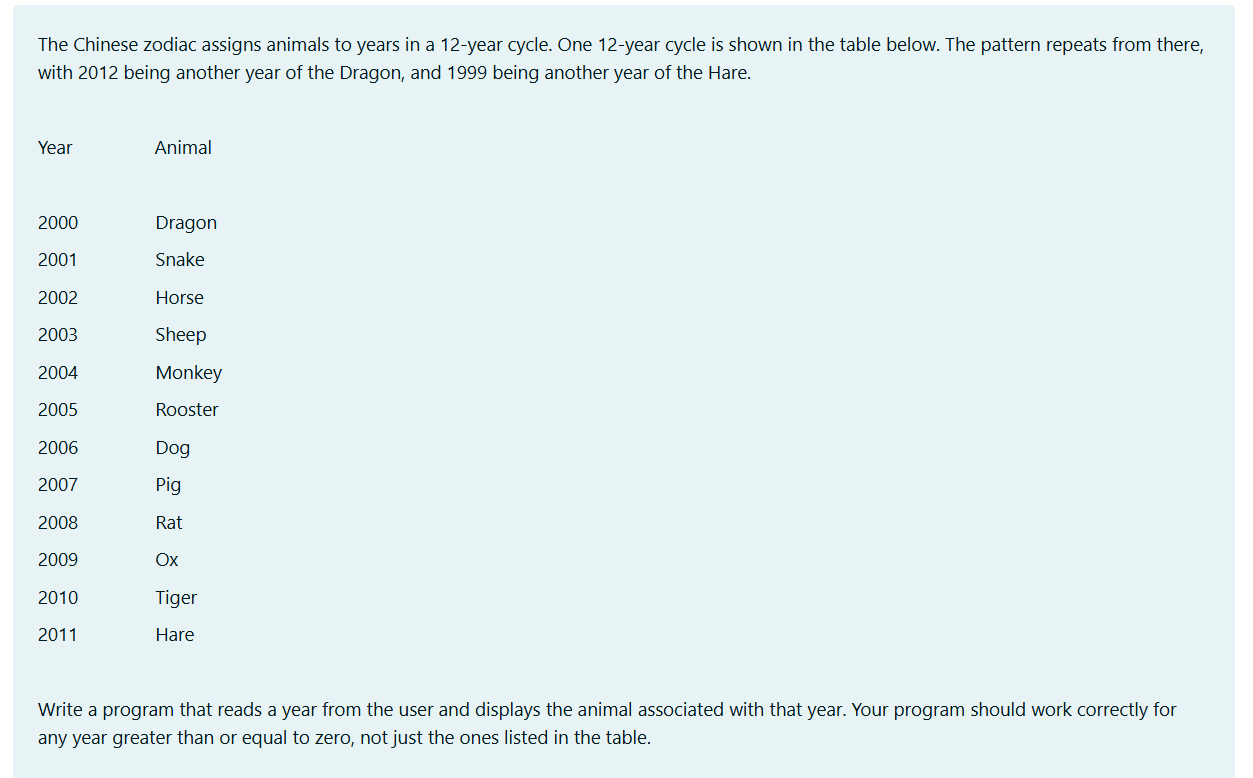 The Chinese zodiac assigns animals to years in a 12-year cycle. One 12-year cycle is shown in the table below. The pattern repeats from there,
with 2012 being another year of the Dragon, and 1999 being another year of the Hare.
Year Animal
2000 Dragon
2001 Snake
2002 Horse
2003 Sheep
2004 Monkey
2005 Rooster
2006 Dog
2007 Pig
2008 Rat
2009 Ox
2010 Tiger
2011 Hare
Write a program that reads a year from the user and displays the animal associated with that year. Your program should work correctly for
any year greater than or equal to zero, not just the ones listed in the table.